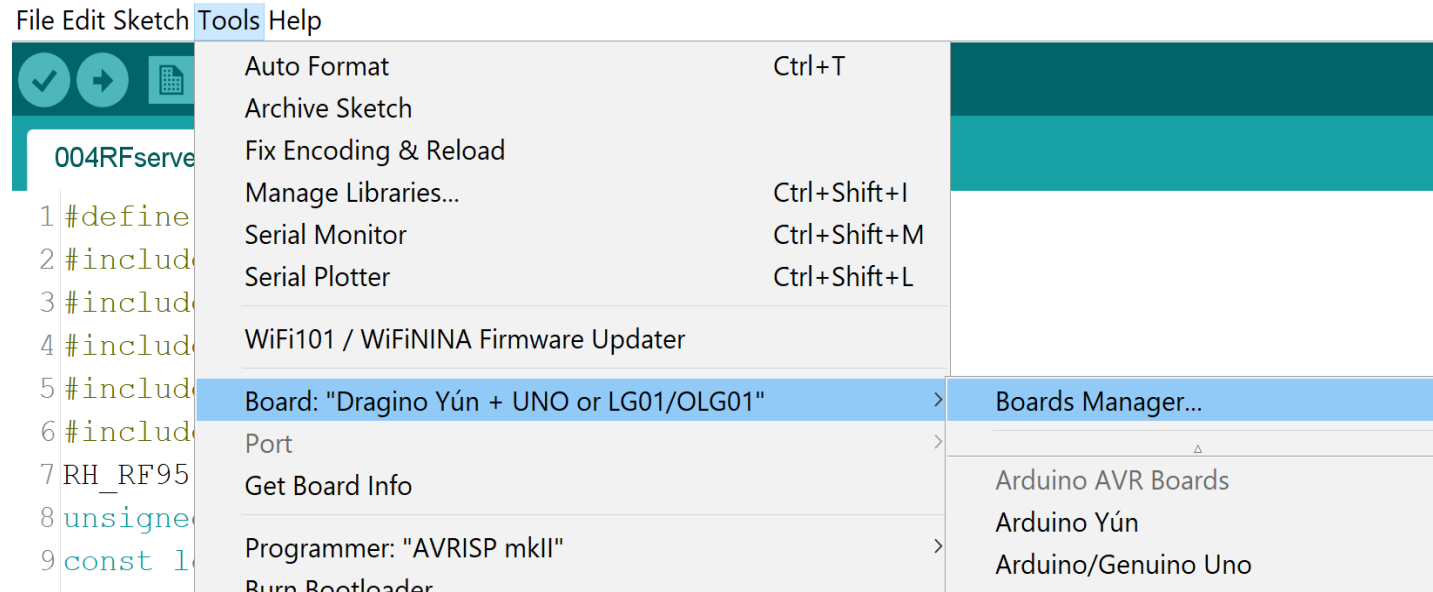 File Edit Sketch Tools Help
Auto Format Ctrl+T
Archive Sketch
Fix Encoding & Reload
Manage Libraries... Ctrl+Shift+I
Serial Monitor Ctrl+Shift+M
Serial Plotter Ctrl+Shift+L
WiFi101 / WiFiNINA Firmware Updater
Board: "Dragino Yún + UNO or LG01/OLG01"
Port
Get Board Info
Programmer: "AVRISP mkII"
Burn Bootloader
Boards Manager...
Arduino AVR Boards
Arduino Yún
Arduino/Genuino Uno
004RFserve
1 #define
2 #include
3 #include
4 #include
5 #include
6 #include
7 RH_RF95
8 unsigne
9 const l